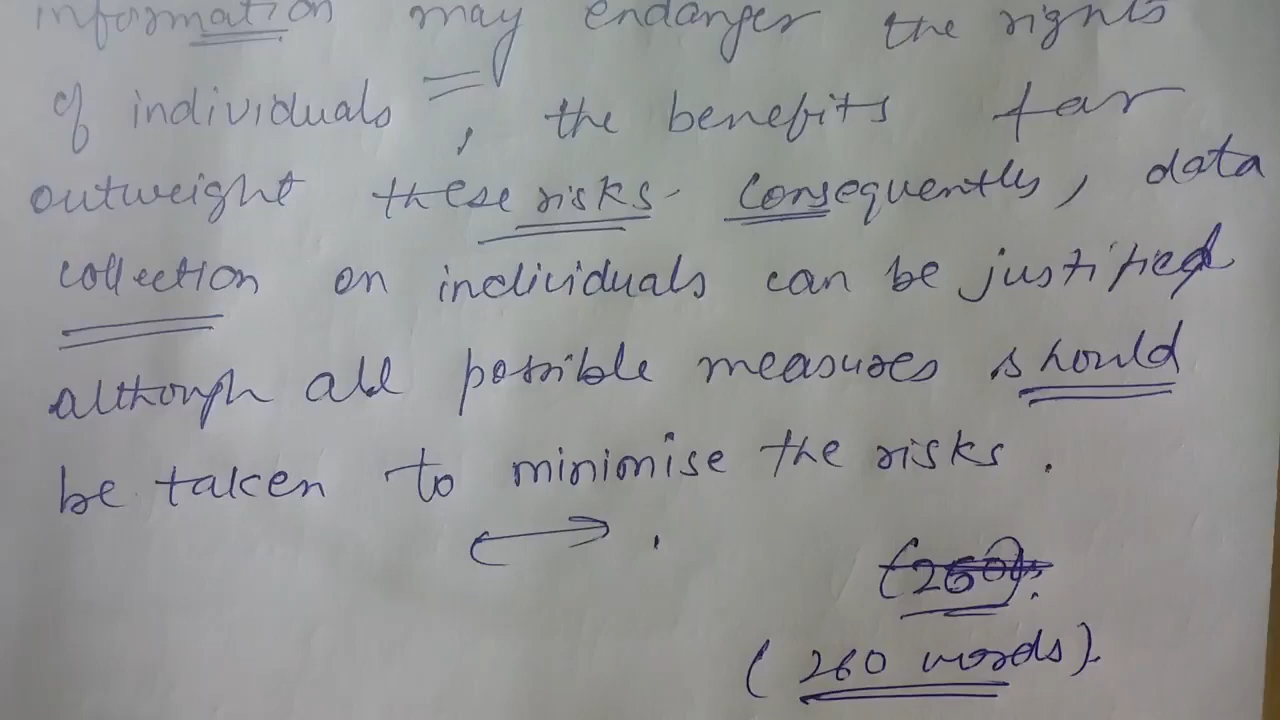 information may endanger the rights
of individuals, the benefits far
outweight these risks. Consequently, data
collection on individuals can be justified
although all possible measures should
be taken to minimise the risks.
(260).
(260 words).